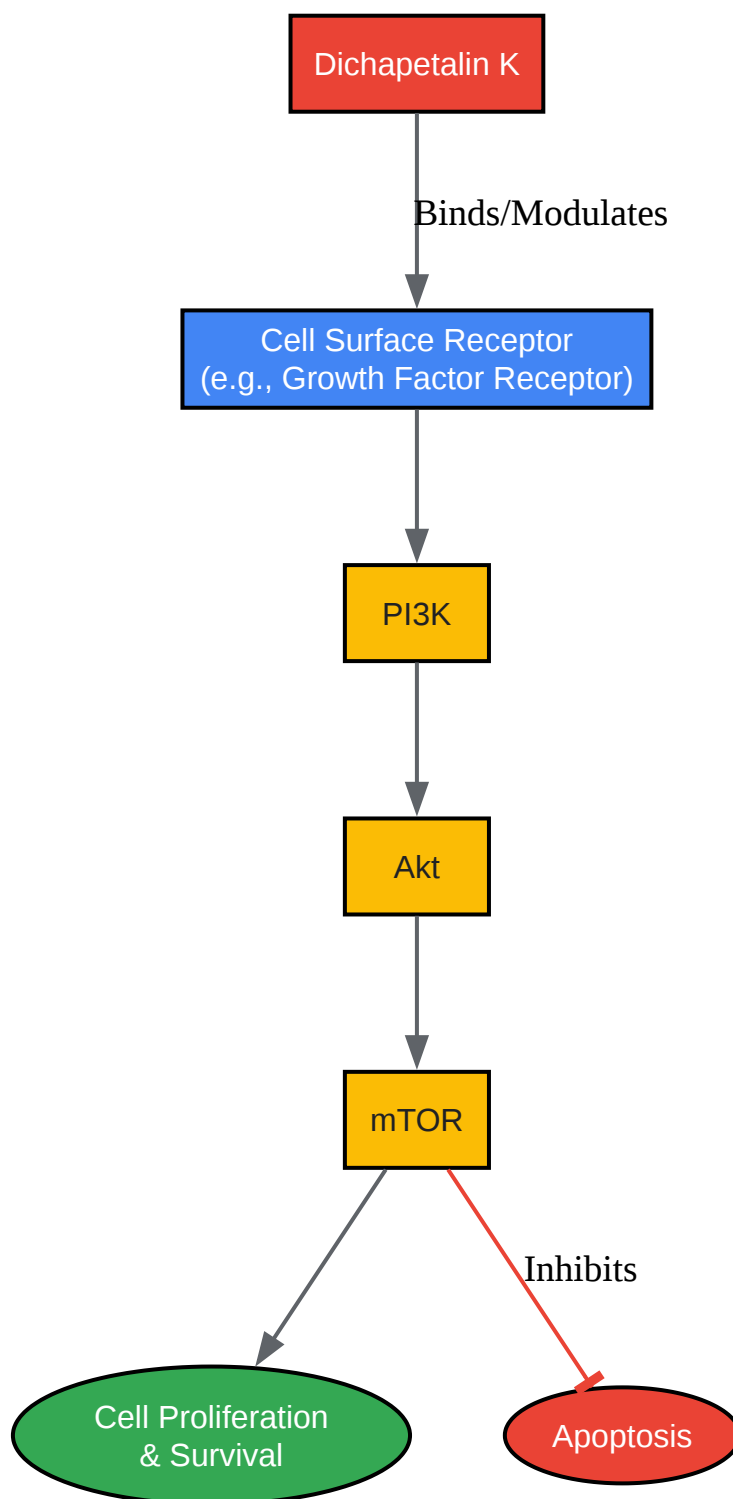 Dichapetalin K
Binds/Modulates
Cell Surface Receptor
(e.g., Growth Factor Receptor)
PI3K
Akt
mTOR
Inhibits
Cell Proliferation
& Survival
Apoptosis